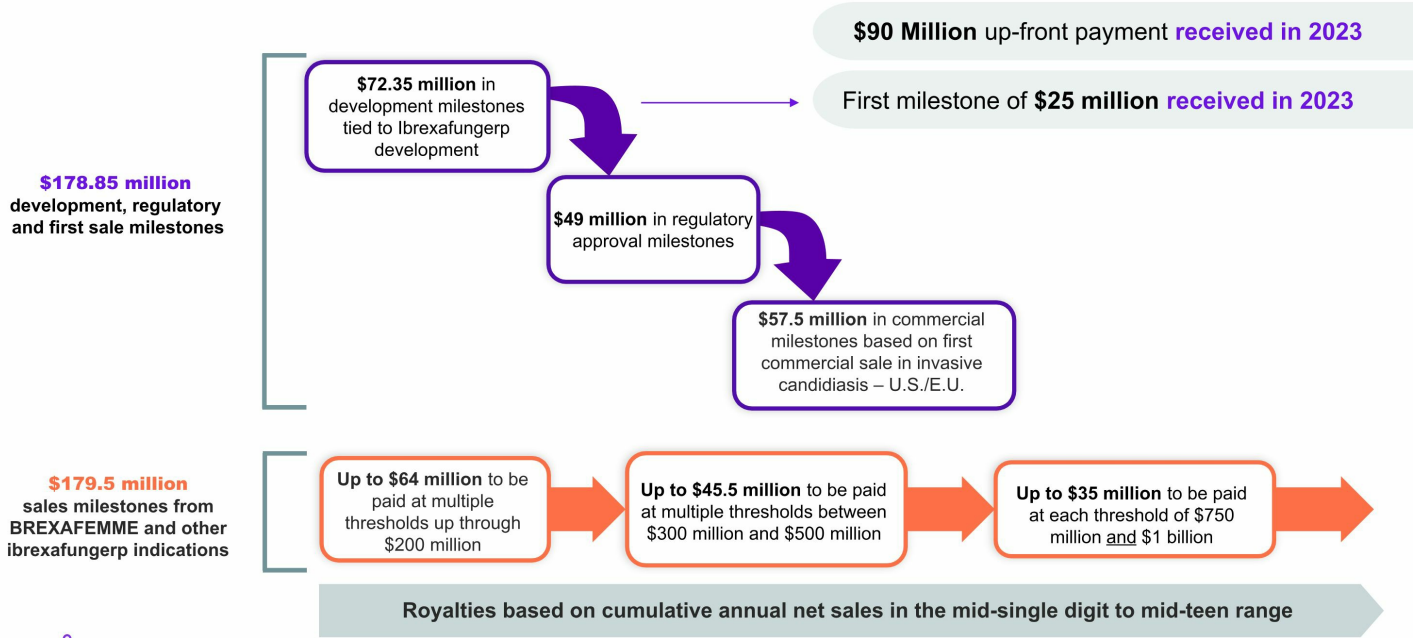 $90 Million up-front payment received in 2023
First milestone of $25 million received in 2023
$72.35 million in
development milestones
tied to Ibrexafungerp
development
$178.85 million
development, regulatory
and first sale milestones
$49 million in regulatory
approval milestones
$57.5 million in commercial
milestones based on first
commercial sale in invasive
candidiasis – U.S./E.U.
$179.5 million
sales milestones from
BREXAFEMME and other
ibrexafungerp indications
Up to $64 million to be
paid at multiple
thresholds up through
$200 million
Up to $45.5 million to be paid
at multiple thresholds between
$300 million and $500 million
Up to $35 million to be paid
at each threshold of $750
million and $1 billion
Royalties based on cumulative annual net sales in the mid-single digit to mid-teen range